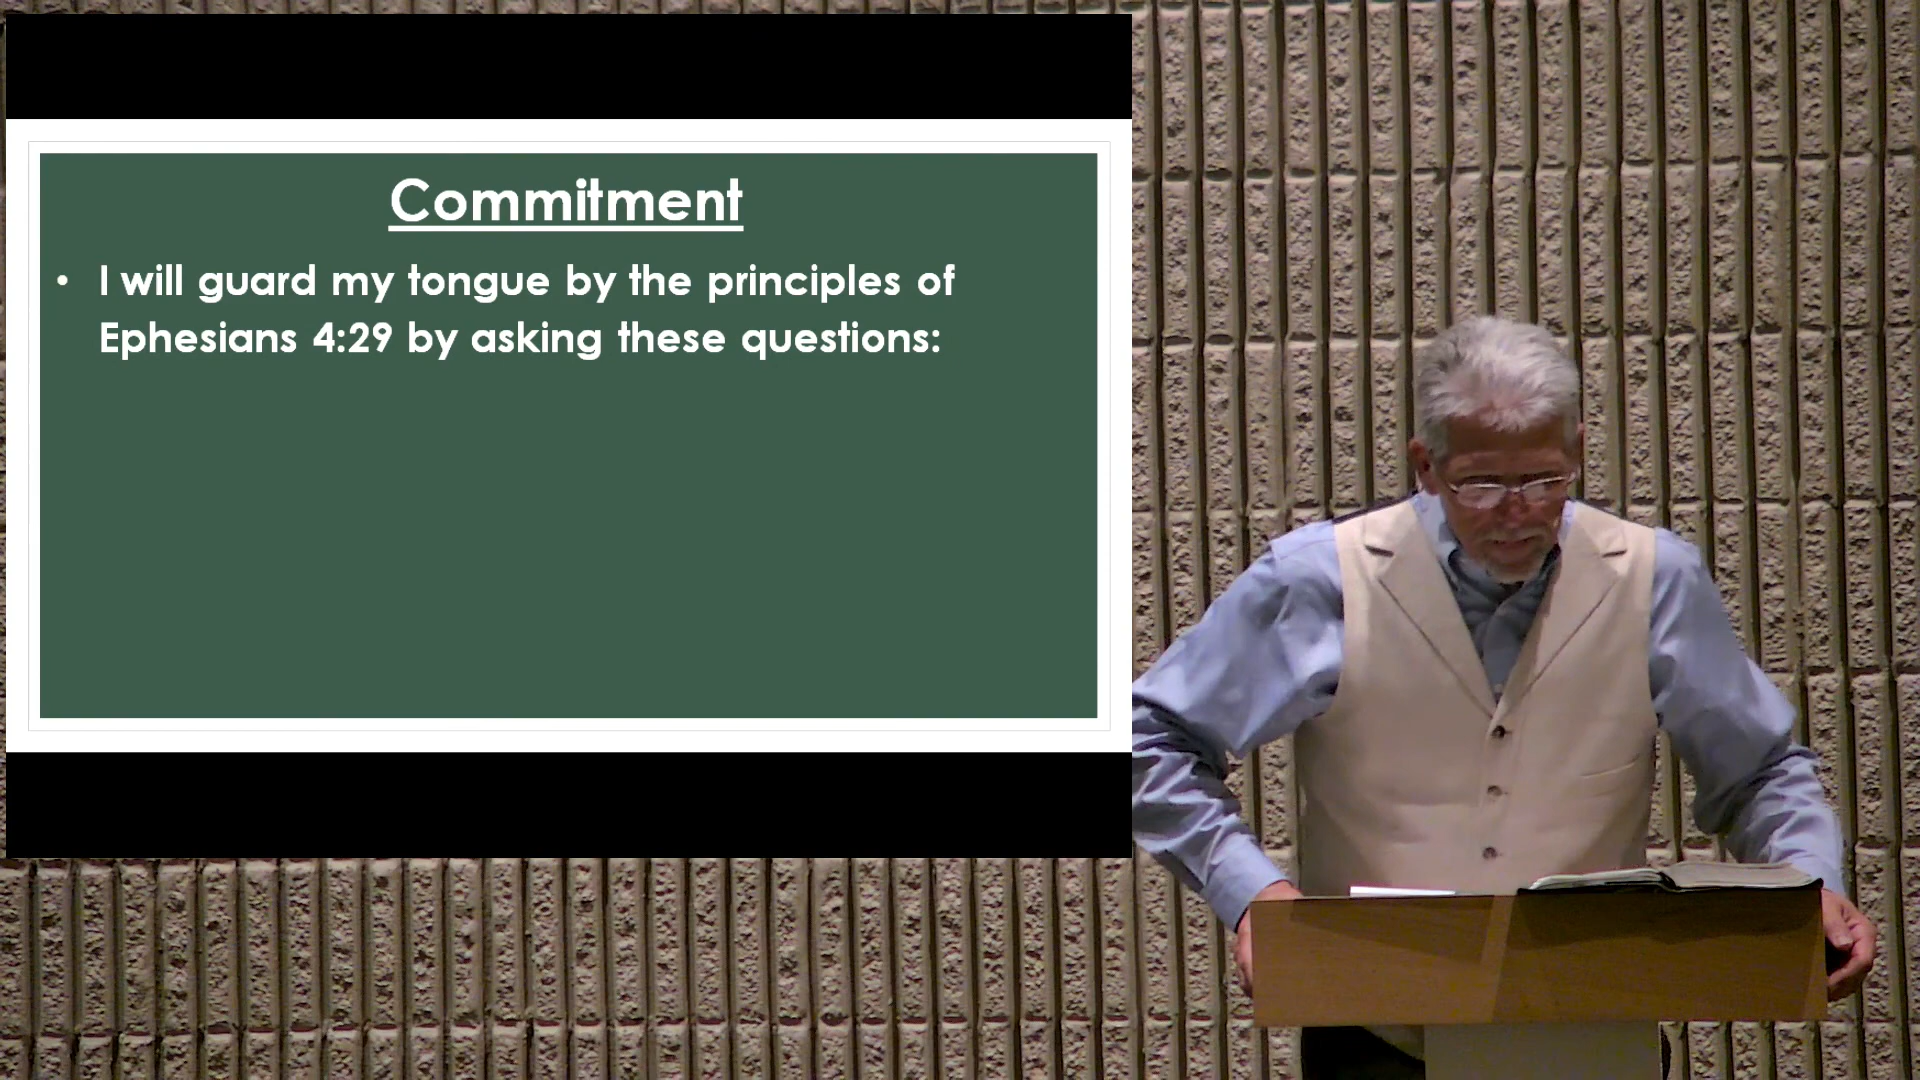 Commitment
• I will guard my tongue by the principles of
Ephesians 4:29 by asking these questions: